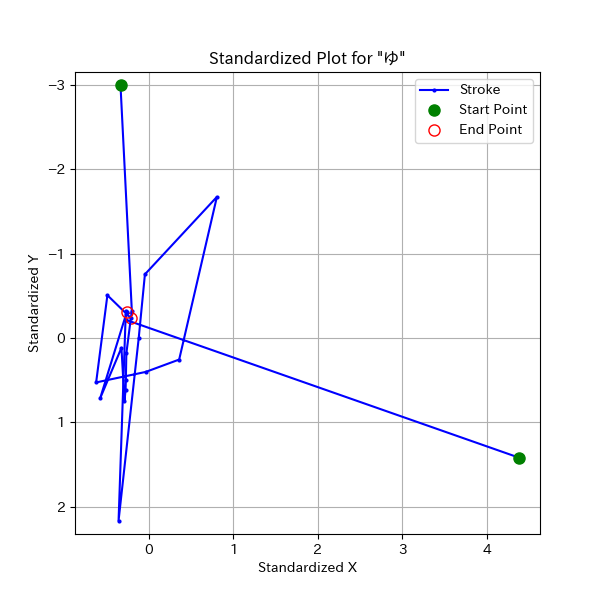 Standardized Plot for "ゆ"
Stroke
Start Point
End Point
−3
−2
−1
0
1
2
Standardized Y
0 1 2 3 4
Standardized X